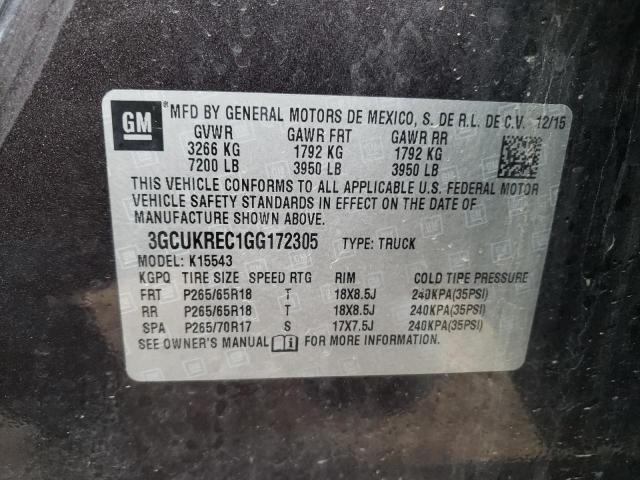 GM
*MFD BY GENERAL MOTORS DE MEXICO, S. DE R.L. DE C.V. 12/15
GVWR GAWR FRT GAWR RR
3266 KG 1792 KG 1792 KG
7200 LB 3950 LB 3950 LB
THIS VEHICLE CONFORMS TO ALL APPLICABLE U.S. FEDERAL MOTOR
VEHICLE SAFETY STANDARDS IN EFFECT ON THE DATE OF
MANUFACTURE SHOWN ABOVE.
3GCUKREC1GG172305 TYPE: TRUCK
MODEL: K15543
KGPQ TIRE SIZE SPEED RTG RIM COLD TIPE PRESSURE
FRT P265/65R18 T 18X8.5J 240KPA(35PSI)
RR P265/65R18 T 18X8.5J 240KPA(35PSI)
SPA P265/70R17 S 17X7.5J 240KPA(35PSI)
SEE OWNER'S MANUAL i FOR MORE INFORMATION.